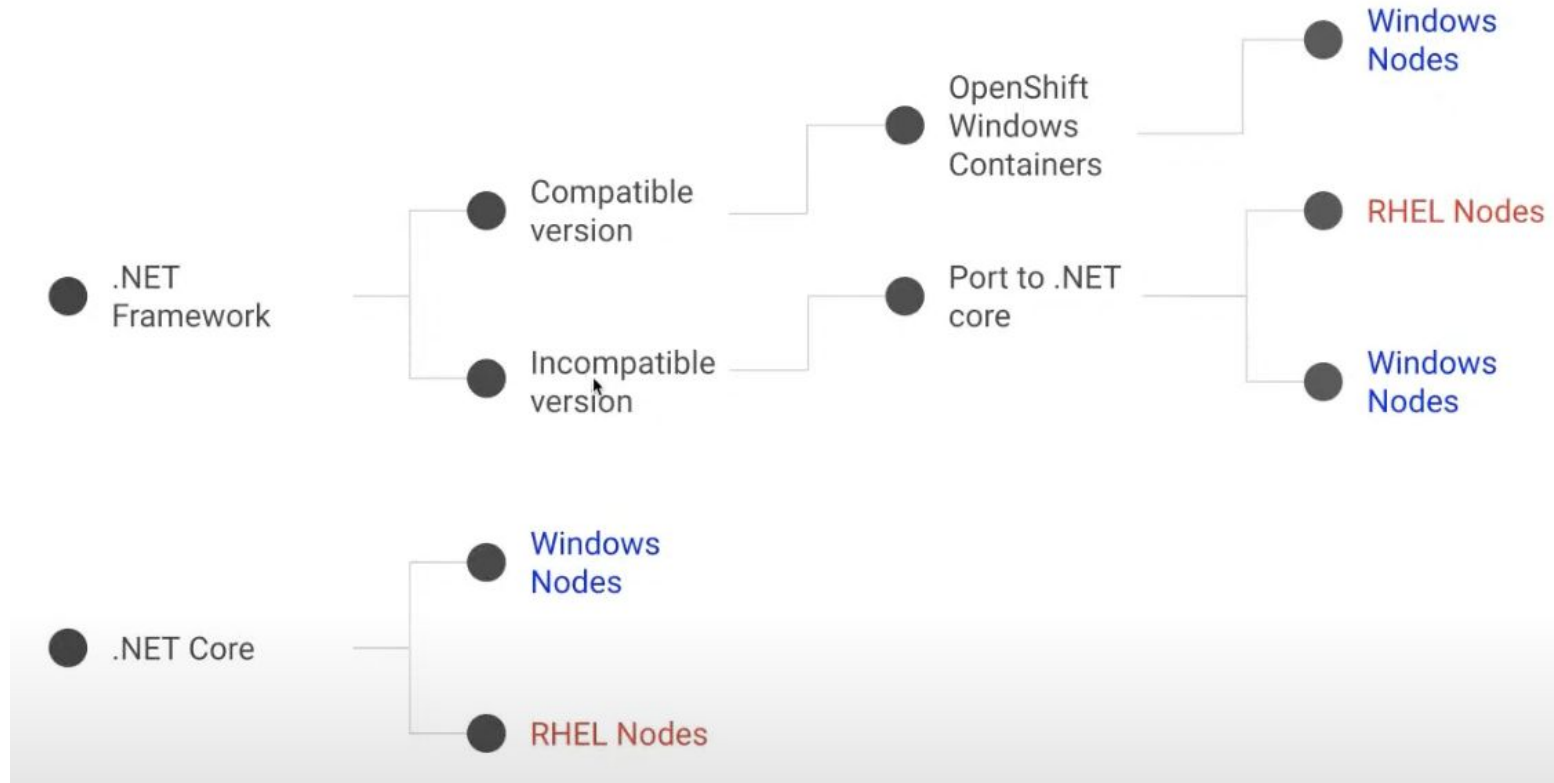 Windows
Nodes
OpenShift
Windows
Containers
Compatible
version
RHEL Nodes
.NET
Framework
Port to .NET
core
Incompatible
version
Windows
Nodes
Windows
Nodes
.NET Core
RHEL Nodes